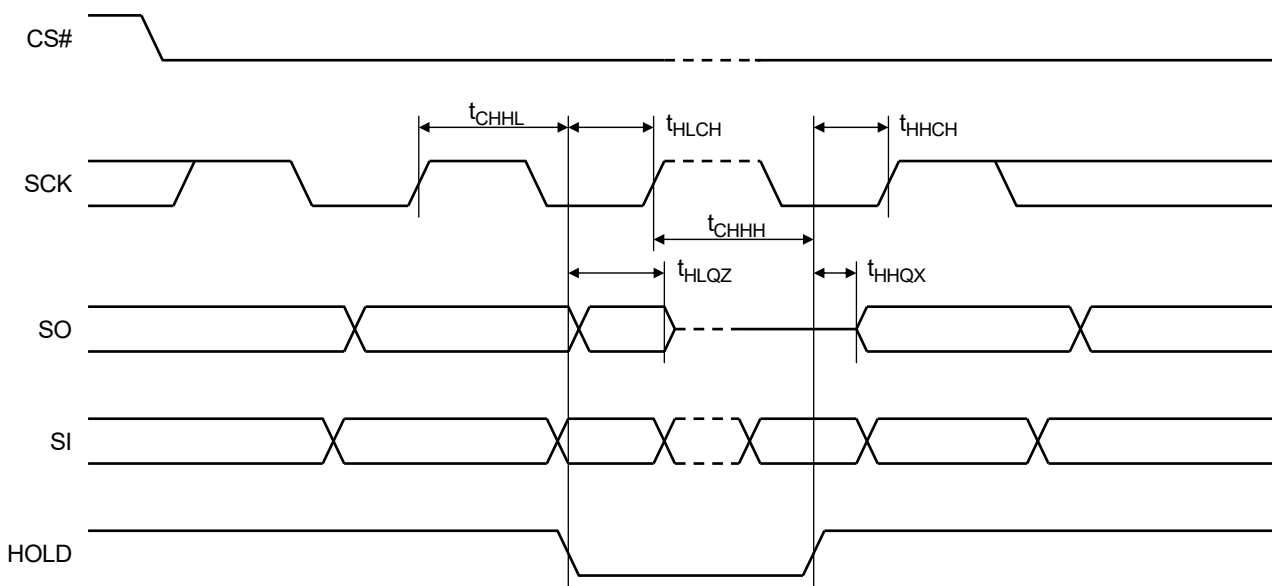 CS#
tCHHL
tHLCH
tHHCH
SCK
tCHHH
tHLQZ
tHHQX
SO
SI
HOLD